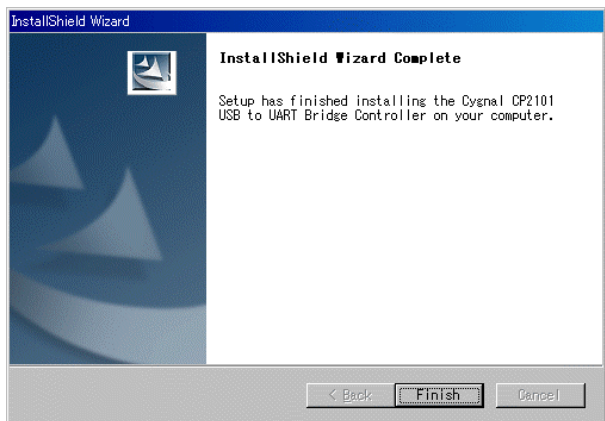 InstallShield Wizard
InstallShield Wizard Complete
Setup has finished installing the Cygnal CP2101
USB to UART Bridge Controller on your computer.
< Back
Finish
Cancel